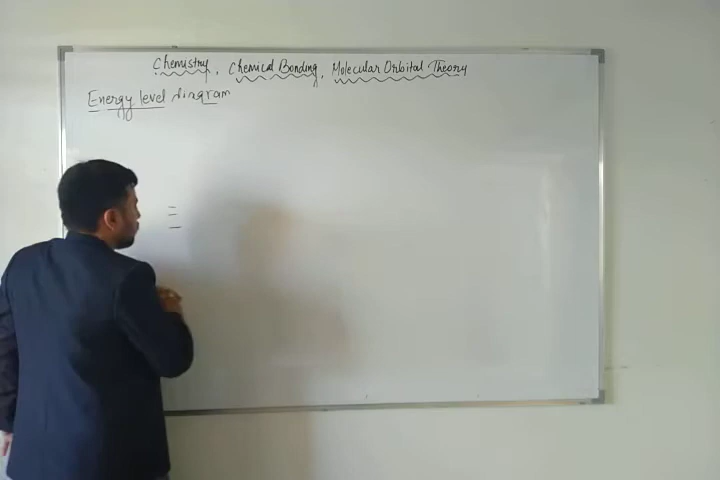 Chemistry, Chemical Bonding, Molecular Orbital Theory
Energy level diagram